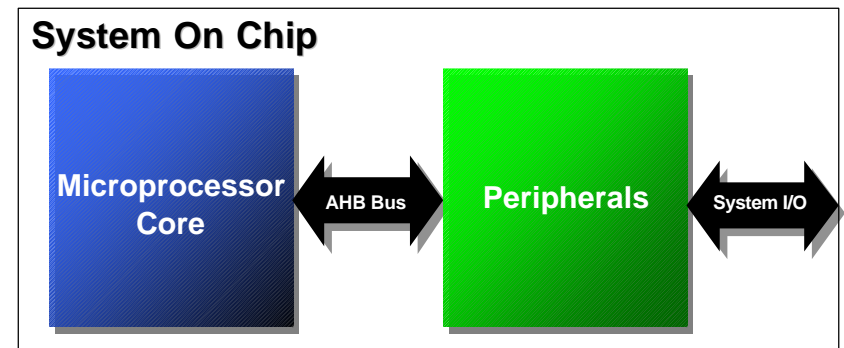 System On Chip
Microprocessor
Core
AHB Bus
Peripherals
System I/O